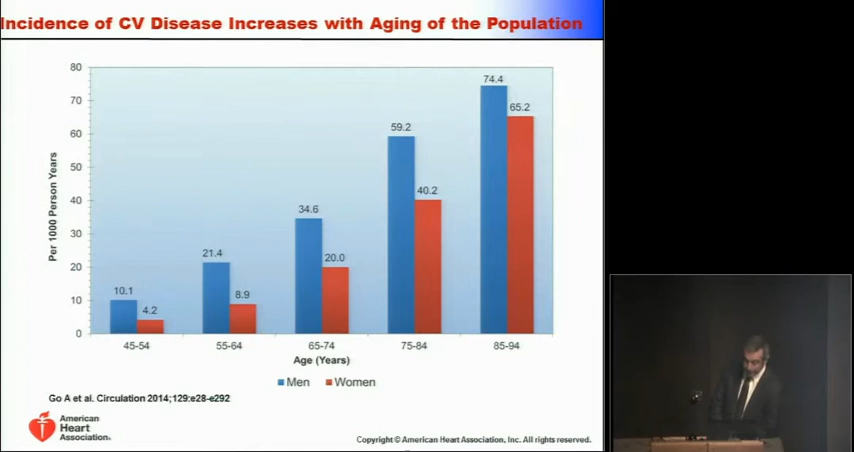 Incidence of CV Disease Increases with Aging of the Population
80
70
60
50
40
30
20
10
0
Per 1000 Person Years
10.1
4.2
21.4
8.9
34.6
20.0
59.2
40.2
74.4
65.2
45-54
55-64
65-74
75-84
85-94
Age (Years)
Men
Women
Go A et al. Circulation 2014;129:e28-e292
American
Heart
Association®
Copyright © American Heart Association, Inc. All rights reserved.